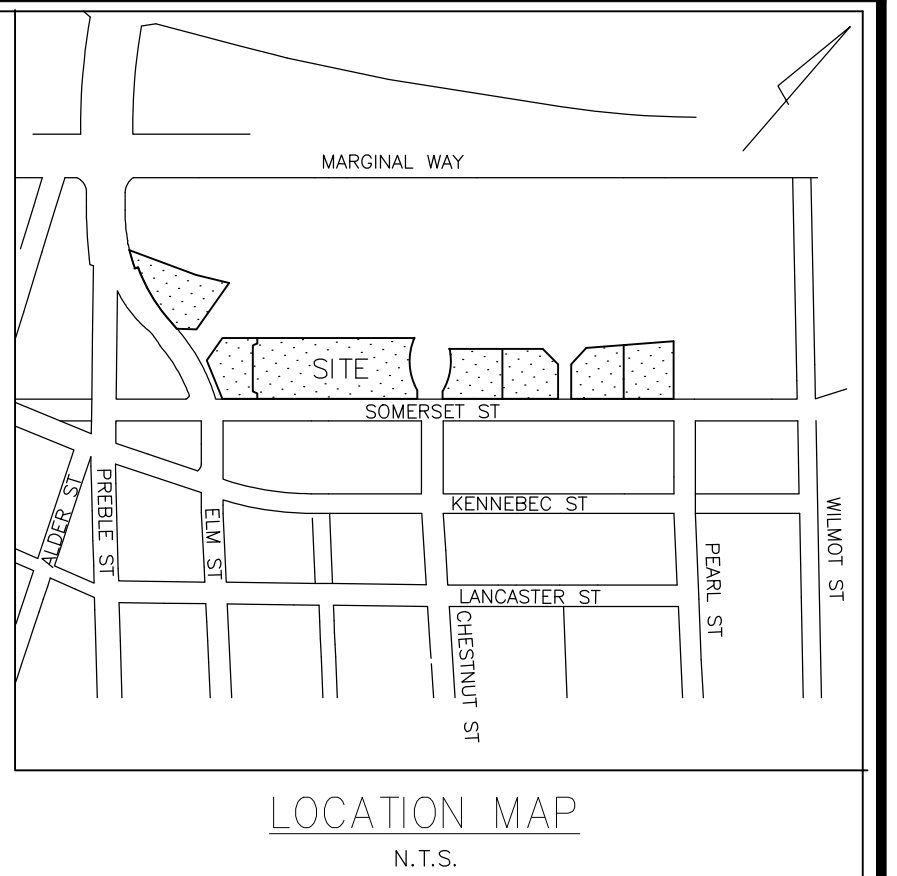 MARGINAL WAY
SITE
SOMERSET ST
KENNEBEC ST
ALDER ST
PREBLE ST
ELM ST
WILMOT ST
PEARL ST
LANCASTER ST
CHESTNUT ST
LOCATION MAP
N.T.S.